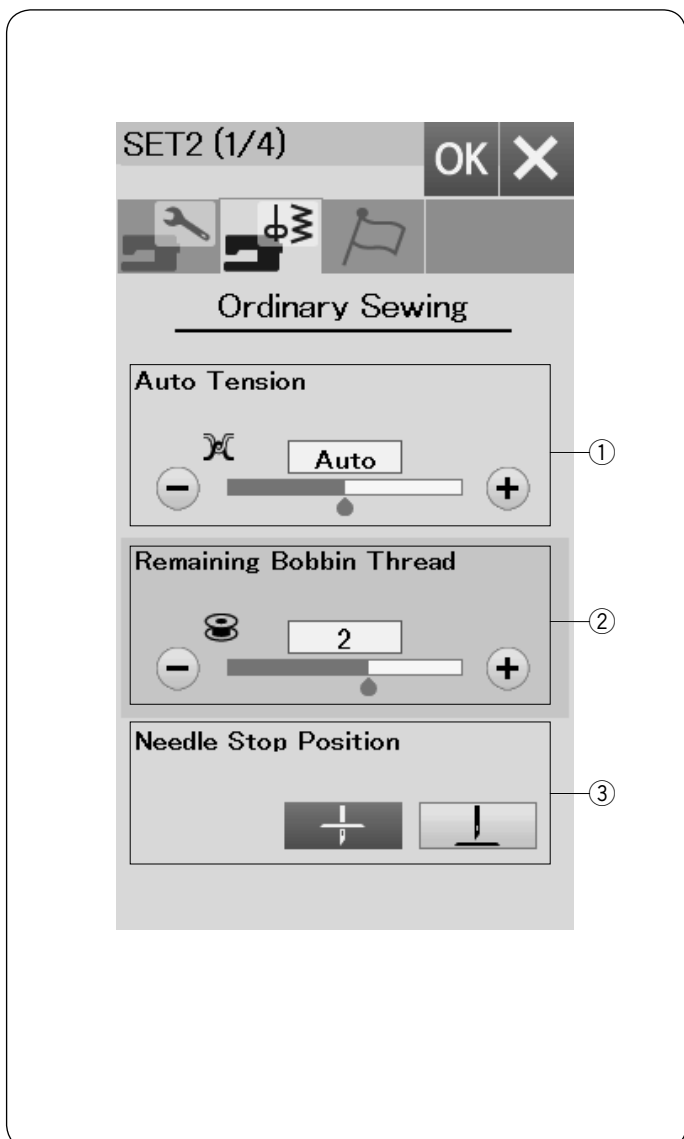 SET2 (1/4)
OK
Ordinary Sewing
Auto Tension
Auto
①
Remaining Bobbin Thread
2
②
Needle Stop Position
③